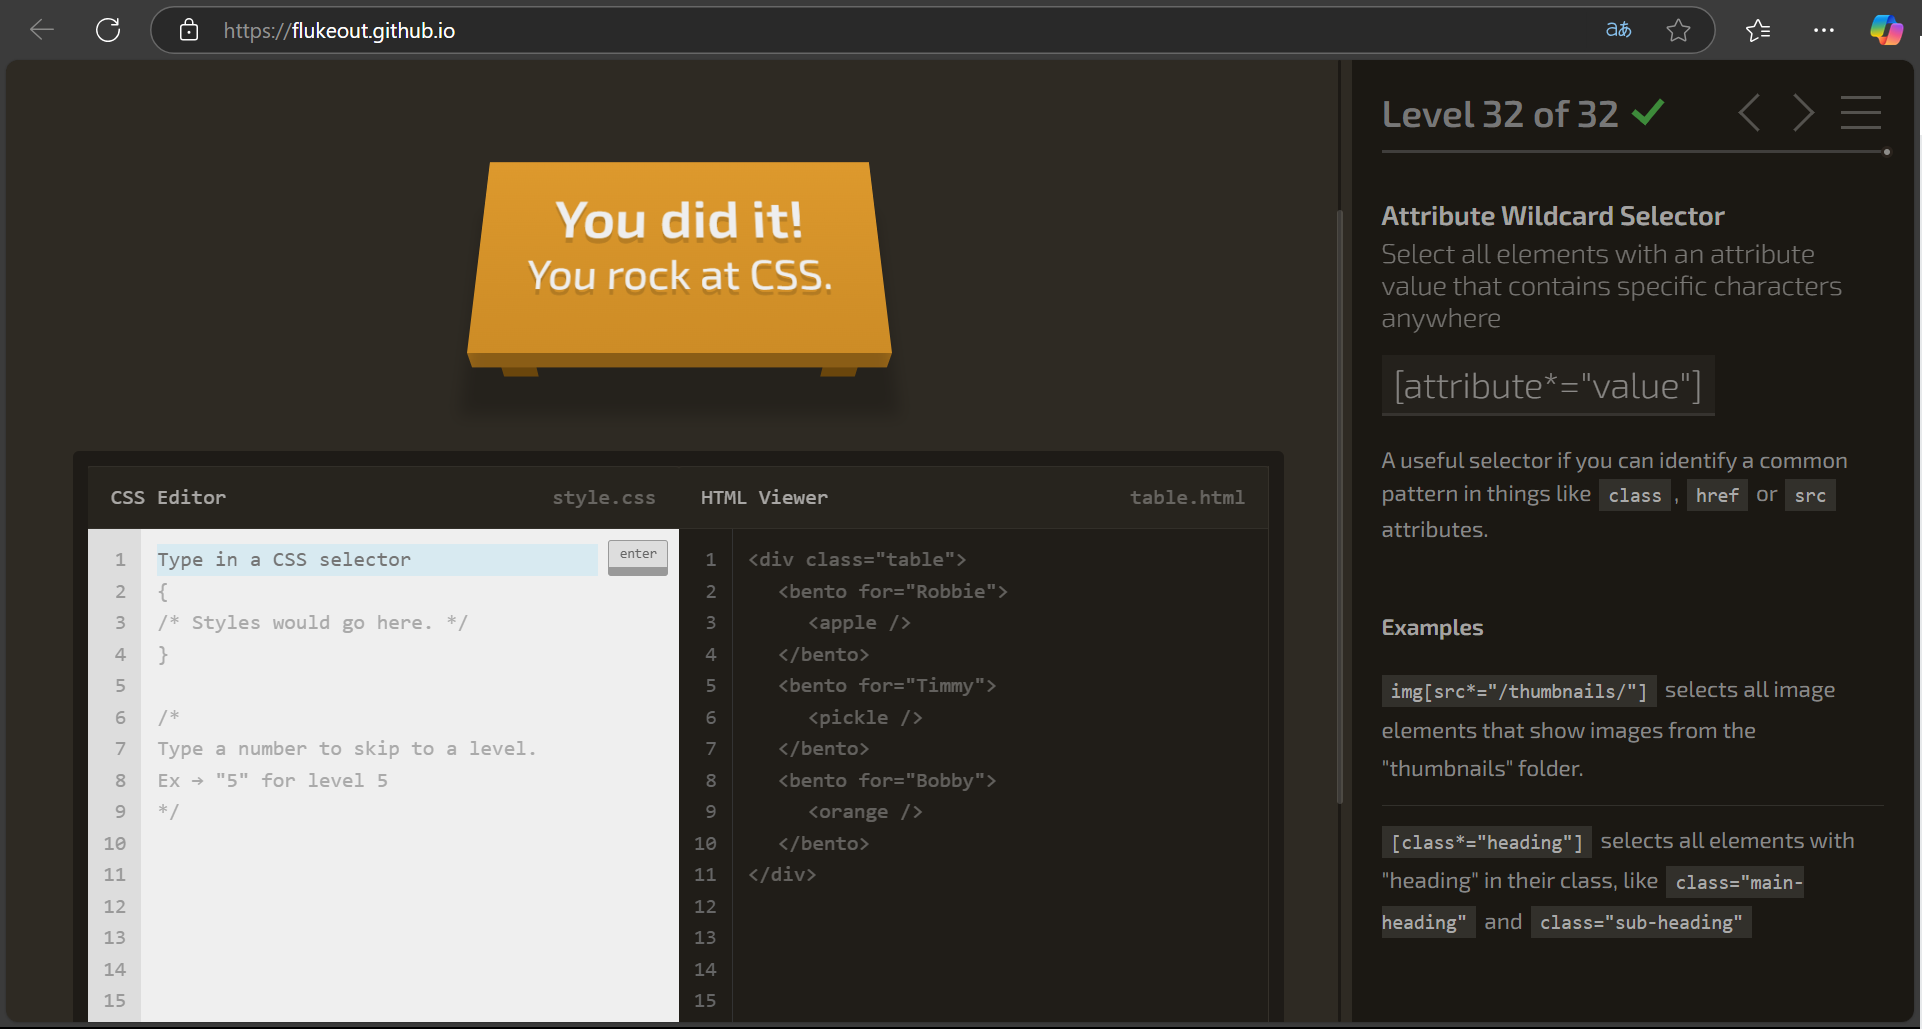 https://flukeout.github.io
aあ
You did it!
You rock at CSS.
CSS Editor
style.css
HTML Viewer
table.html
1
Type in a CSS selector
enter
2
{
3
/* Styles would go here. */
4
}
5
6
/*
7
Type a number to skip to a level.
8
Ex → "5" for level 5
9
*/
10
11
12
13
14
15
1
<div class="table">
2
<bento for="Robbie">
3
<apple />
4
</bento>
5
<bento for="Timmy">
6
<pickle />
7
</bento>
8
<bento for="Bobby">
9
<orange />
10
</bento>
11
</div>
12
13
14
15
Level 32 of 32
Attribute Wildcard Selector
Select all elements with an attribute
value that contains specific characters
anywhere
[attribute*="value"]
A useful selector if you can identify a common
pattern in things like class , href or src
attributes.
Examples
img[src*="/thumbnails/"] selects all image
elements that show images from the
"thumbnails" folder.
[class*="heading"] selects all elements with
"heading" in their class, like class="main-
heading" and class="sub-heading"